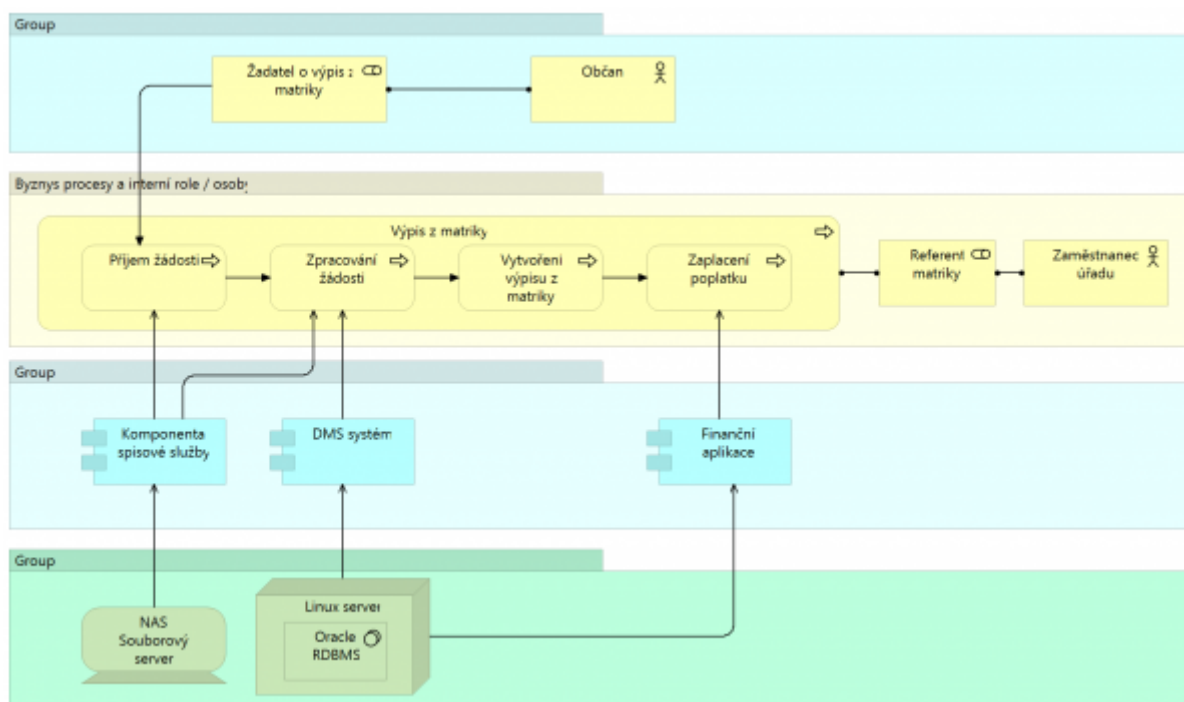 Group
Žadatel o výpis z
matriky
Občan
Byznys procesy a interní role / osoby
Výpis z matriky
Příjem žádosti
Zpracování
žádosti
Vytvoření
výpisu z
matriky
Zaplacení
poplatku
Referent
matriky
Zaměstnanec
úřadu
Group
Komponenta
spisové služby
DMS systém
Finanční
aplikace
Group
NAS
Souborový
server
Linux server
Oracle
RDBMS